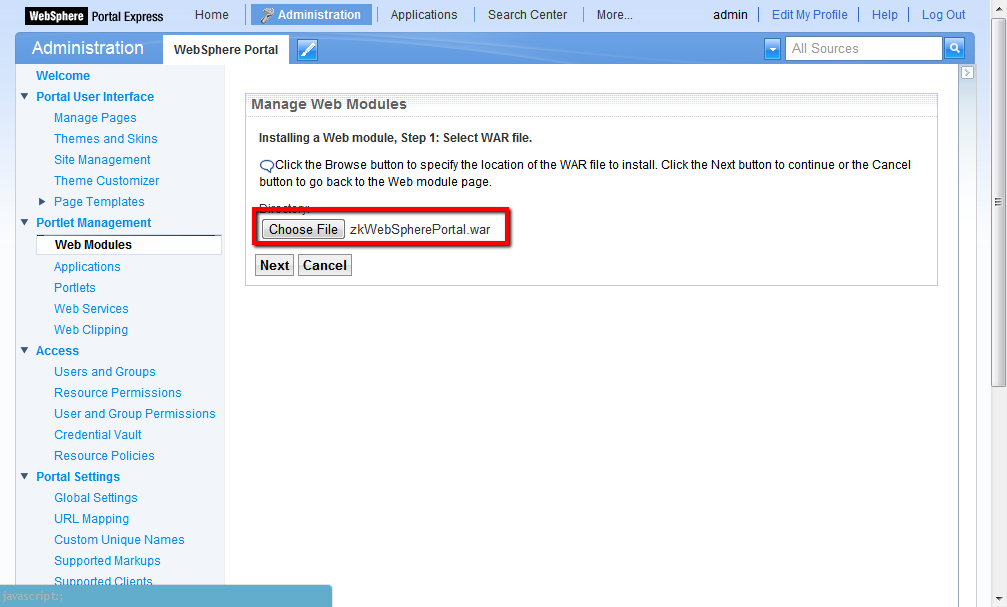 WebSphere Portal Express Home Administration Applications Search Center More... admin Edit My Profile Help Log Out
Administration WebSphere Portal All Sources
Welcome
Portal User Interface
Manage Pages
Themes and Skins
Site Management
Theme Customizer
Page Templates
Portlet Management
Web Modules
Applications
Portlets
Web Services
Web Clipping
Access
Users and Groups
Resource Permissions
User and Group Permissions
Credential Vault
Resource Policies
Portal Settings
Global Settings
URL Mapping
Custom Unique Names
Supported Markups
Supported Clients
Manage Web Modules
Installing a Web module, Step 1: Select WAR file.
Click the Browse button to specify the location of the WAR file to install. Click the Next button to continue or the Cancel
button to go back to the Web module page.
Directory:
Choose File zkWebSpherePortal.war
Next Cancel
javascript:;